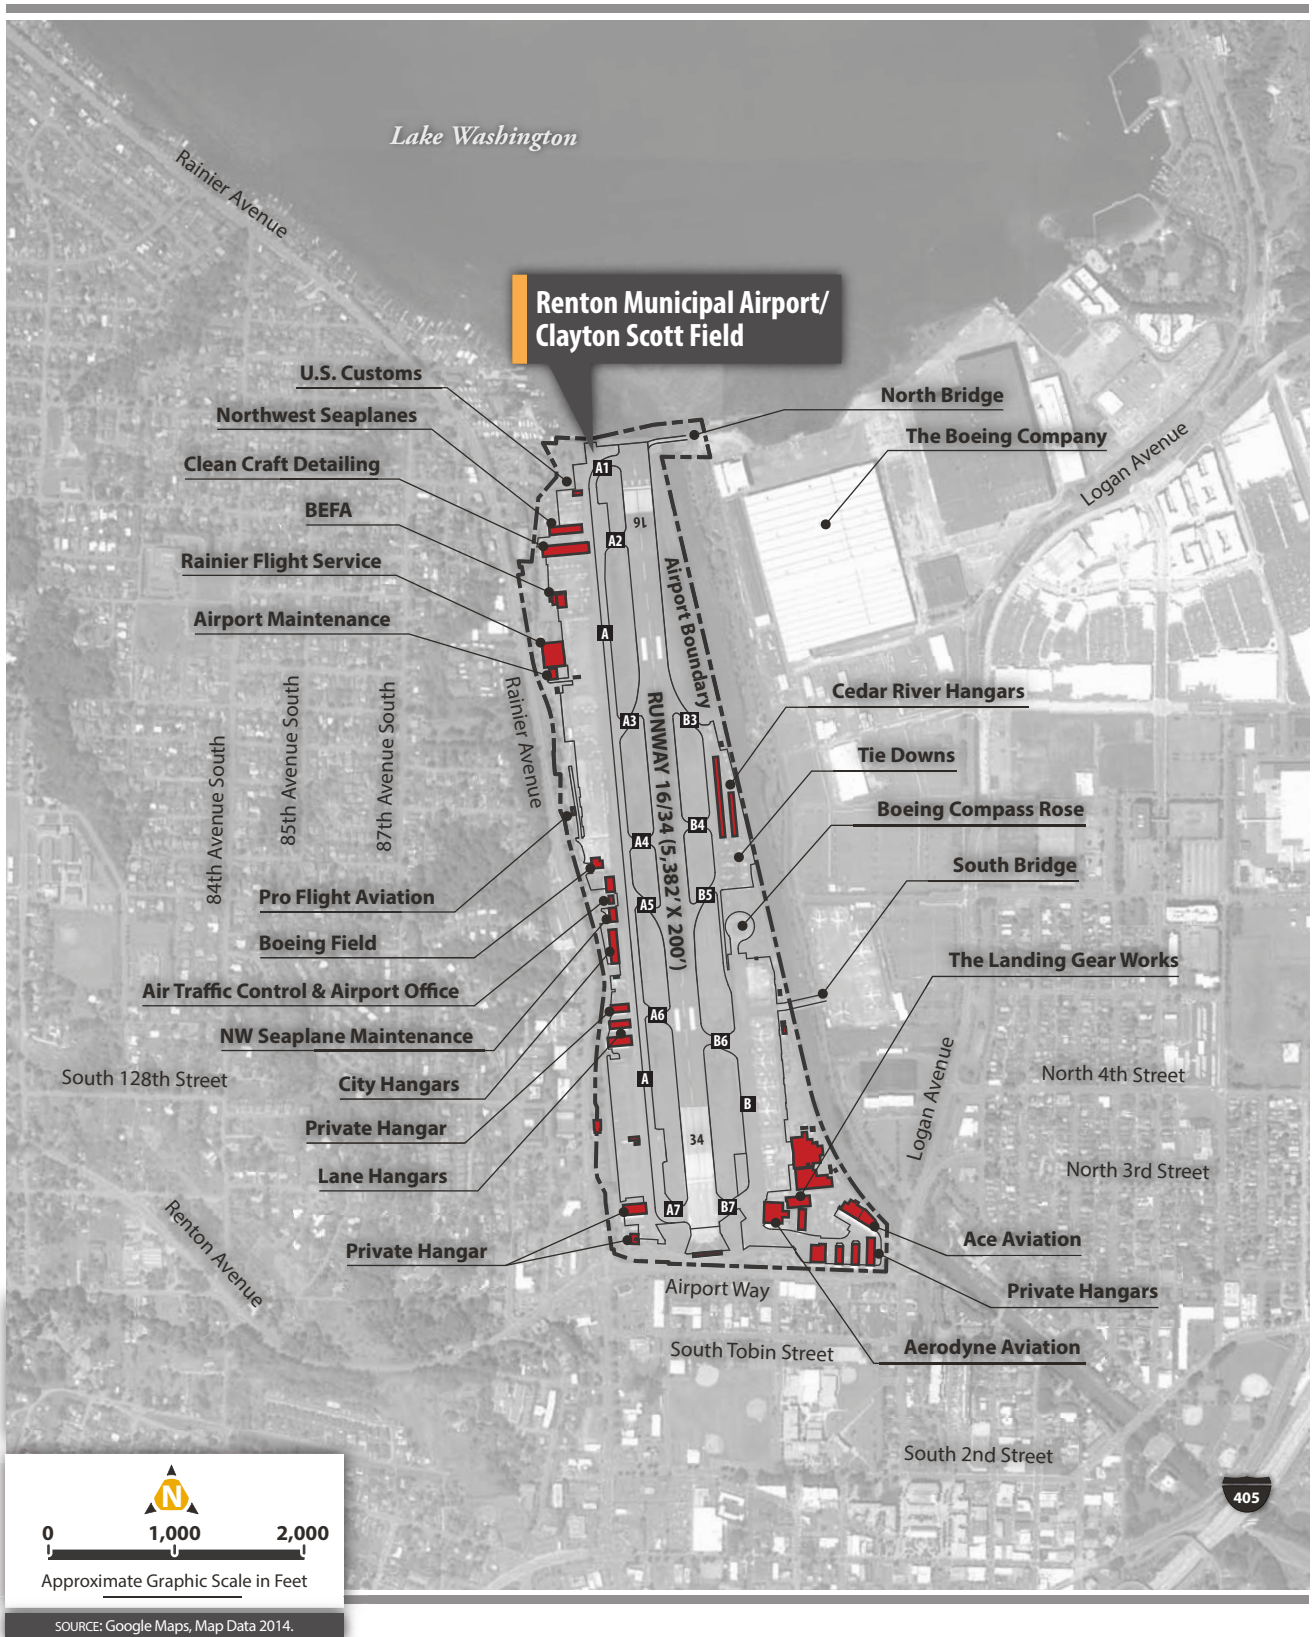 Lake Washington
Rainier Avenue
Renton Municipal Airport/
Clayton Scott Field
U.S. Customs
Northwest Seaplanes
Clean Craft Detailing
BEFA
Rainier Flight Service
Airport Maintenance
North Bridge
The Boeing Company
Logan Avenue
A1
16
A2
Airport Boundary
A
Rainier Avenue
84th Avenue South
85th Avenue South
87th Avenue South
A3
B3
RUNWAY 16/34 (5,382' X 200')
Cedar River Hangars
Tie Downs
Boeing Compass Rose
South Bridge
The Landing Gear Works
A4
B4
A5
B5
Pro Flight Aviation
Boeing Field
Air Traffic Control & Airport Office
NW Seaplane Maintenance
City Hangars
Private Hangar
Lane Hangars
Private Hangar
A6
B6
A
B
34
A7
B7
South 128th Street
Renton Avenue
Logan Avenue
North 4th Street
North 3rd Street
Ace Aviation
Private Hangars
Aerodyne Aviation
Airport Way
South Tobin Street
South 2nd Street
405
N
0 1,000 2,000
Approximate Graphic Scale in Feet
SOURCE: Google Maps, Map Data 2014.